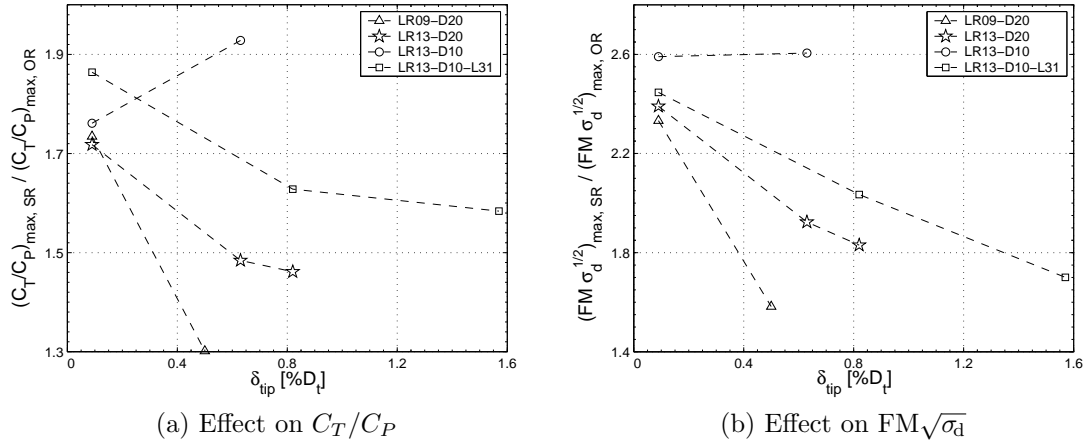 LR09−D20
LR13−D20
LR13−D10
LR13−D10−L31
1.9
1.7
1.5
1.3
0
0.4
0.8
1.2
1.6
(C_T/C_P)_max, SR / (C_T/C_P)_max, OR
δ_tip [%D_t]
(a) Effect on C_T/C_P
LR09−D20
LR13−D20
LR13−D10
LR13−D10−L31
2.6
2.2
1.8
1.4
0
0.4
0.8
1.2
1.6
(FM σ_d^1/2)_max, SR / (FM σ_d^1/2)_max, OR
δ_tip [%D_t]
(b) Effect on FM√σ_d